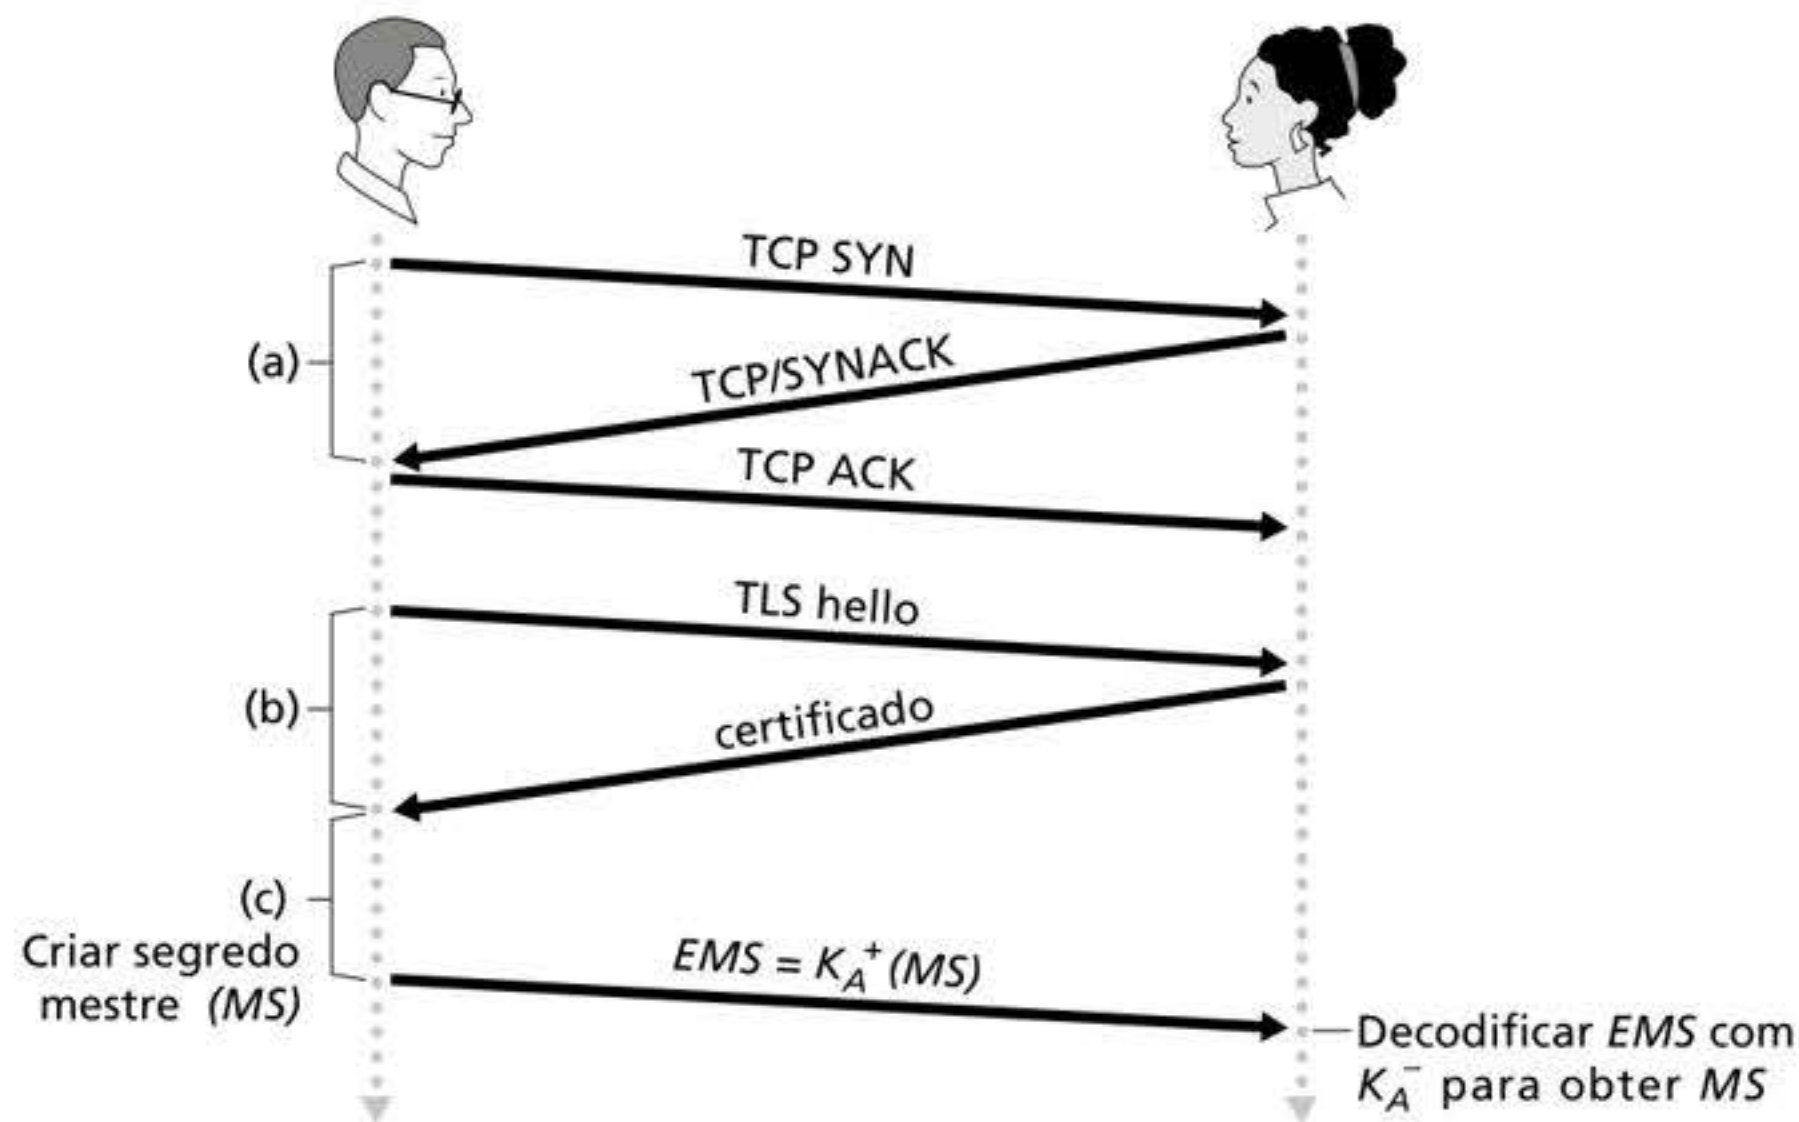 TCP SYN
(a)
TCP/SYNACK
TCP ACK
TLS hello
(b)
certificado
(c)
Criar segredo
mestre (MS)
EMS = K_A^+ (MS)
Decodificar EMS com
K_A^- para obter MS